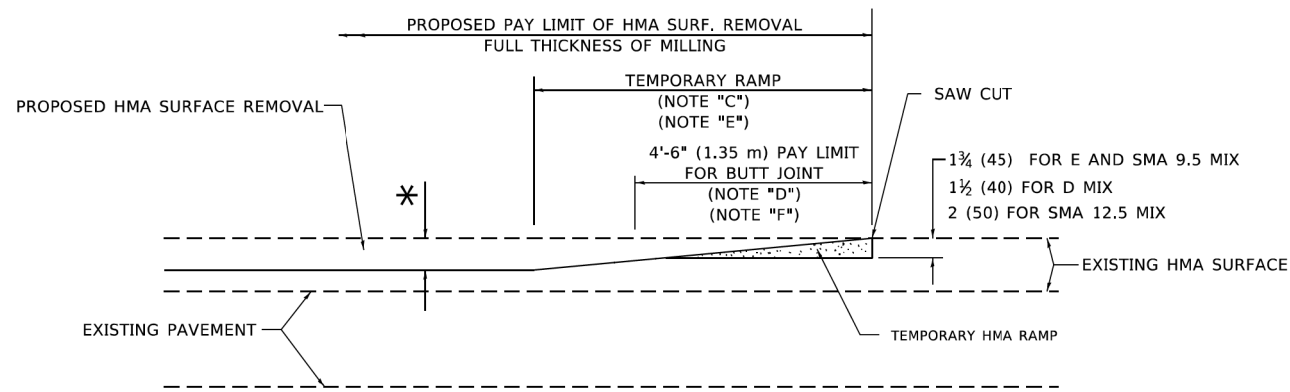 PROPOSED PAY LIMIT OF HMA SURF. REMOVAL
FULL THICKNESS OF MILLING
TEMPORARY RAMP
(NOTE "C")
(NOTE "E")
PROPOSED HMA SURFACE REMOVAL
SAW CUT
4'-6" (1.35 m) PAY LIMIT
FOR BUTT JOINT
(NOTE "D")
(NOTE "F")
1¾ (45) FOR E AND SMA 9.5 MIX
1½ (40) FOR D MIX
2 (50) FOR SMA 12.5 MIX
*
EXISTING HMA SURFACE
EXISTING PAVEMENT
TEMPORARY HMA RAMP